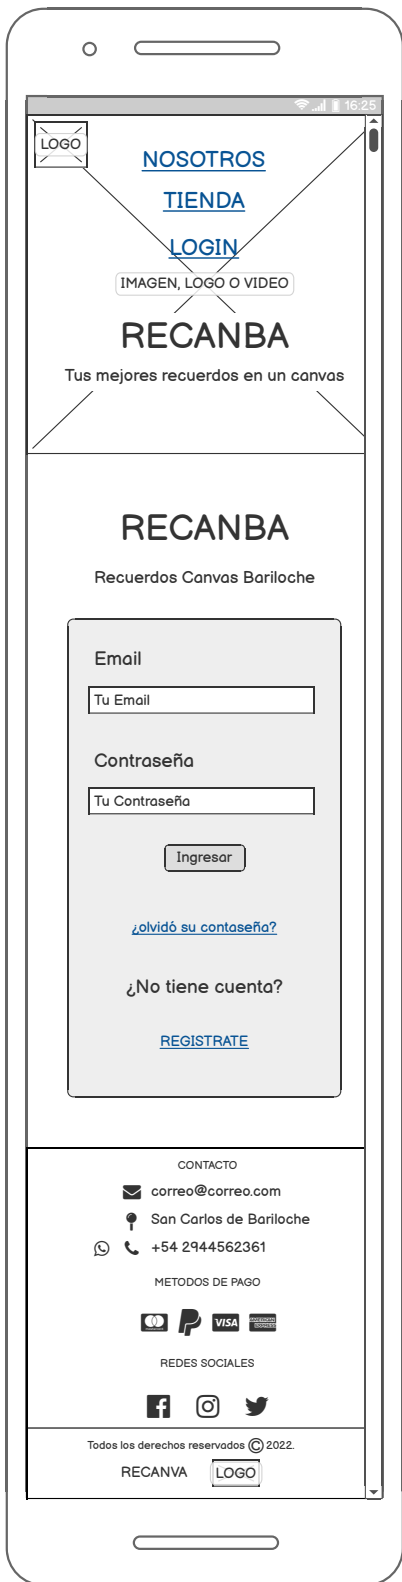 16:25
LOGO
NOSOTROS
TIENDA
LOGIN
IMAGEN, LOGO O VIDEO
RECANBA
Tus mejores recuerdos en un canvas
RECANBA
Recuerdos Canvas Bariloche
Email
Tu Email
Contraseña
Tu Contraseña
Ingresar
¿olvidó su contaseña?
¿No tiene cuenta?
REGISTRATE
CONTACTO
correo@correo.com
San Carlos de Bariloche
+54 2944562361
METODOS DE PAGO
VISA
AMERICAN EXPRESS
REDES SOCIALES
Todos los derechos reservados © 2022.
RECANVA LOGO